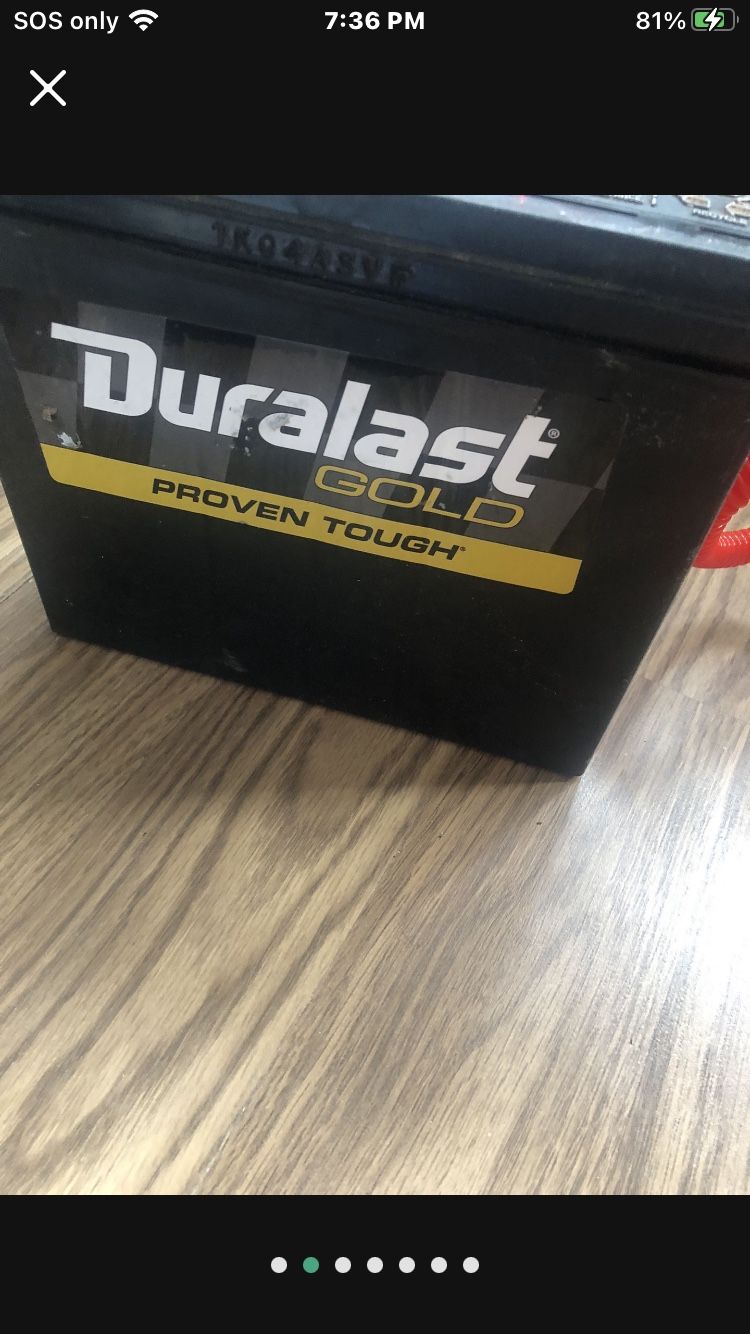 SOS only
7:36 PM
81%
Duralast®
GOLD
PROVEN TOUGH®